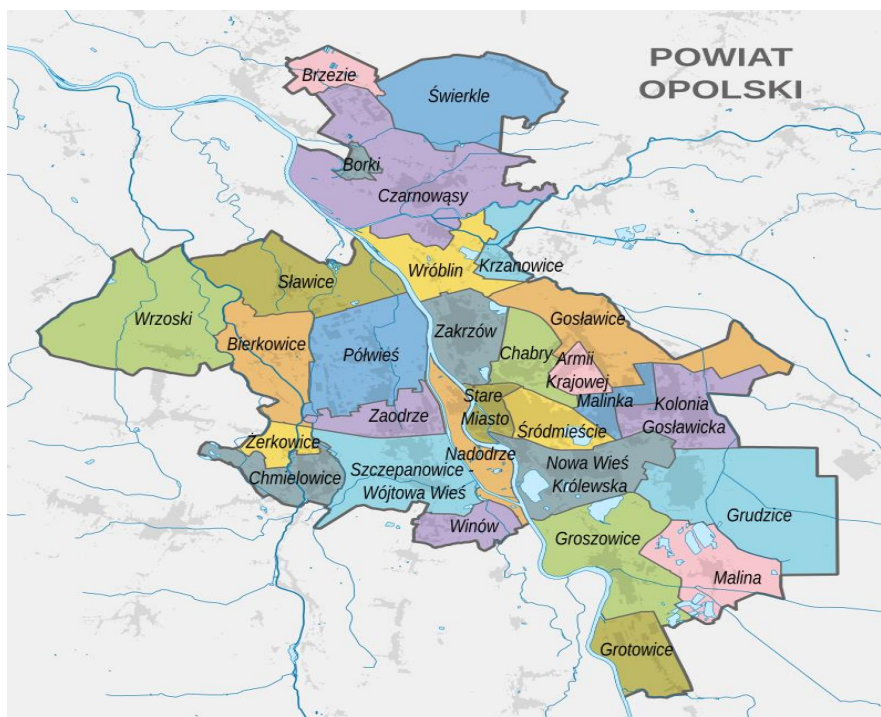 POWIAT
OPOLSKI
Brzezie
Świerkle
Borki
Czarnowąsy
Wróblin
Krzanowice
Sławice
Wrzoski
Bierkowice
Półwieś
Zakrzów
Gosławice
Chabry
Armii
Krajowej
Malinka
Kolonia
Gosławicka
Zaodrze
Stare
Miasto
Śródmieście
Żerkowice
Chmielowice
Szczepanowice -
Wójtowa Wieś
Nadodrze
Nowa Wieś
Królewska
Winów
Groszowice
Grudzice
Malina
Grotowice